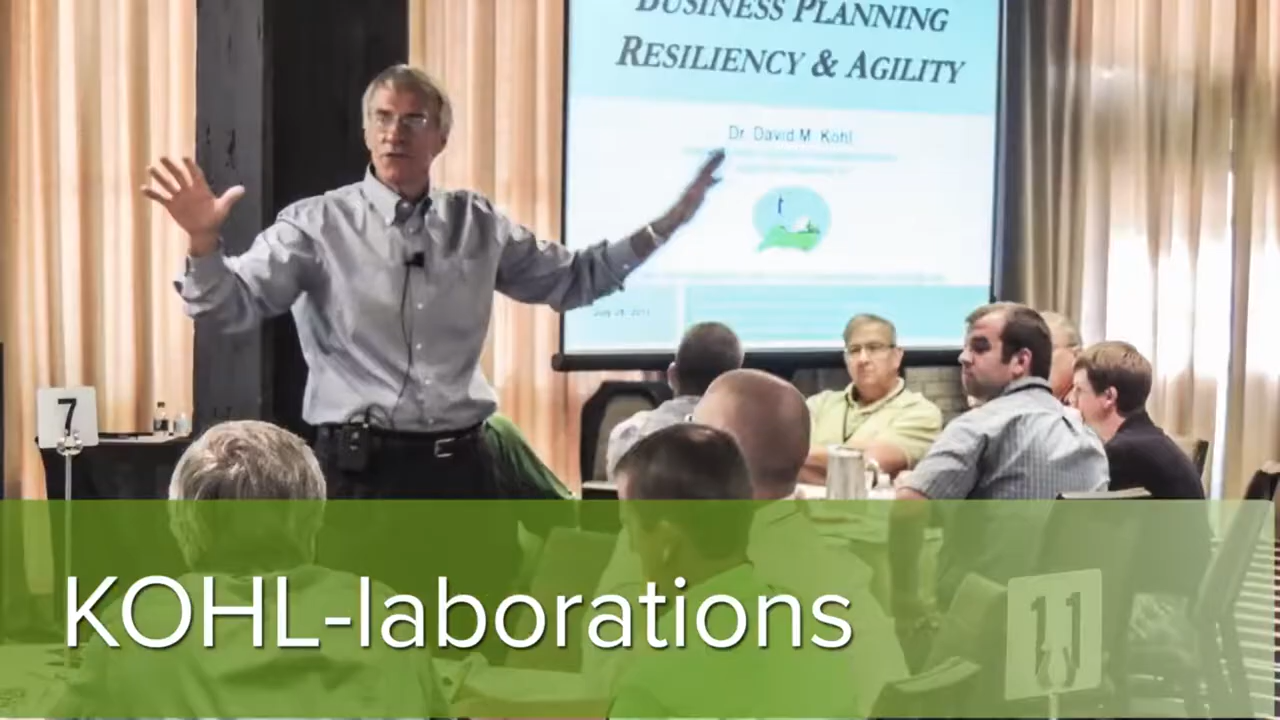 BUSINESS PLANNING
RESILIENCY & AGILITY
Dr. David M. Kohl
7
KOHL-laborations
11